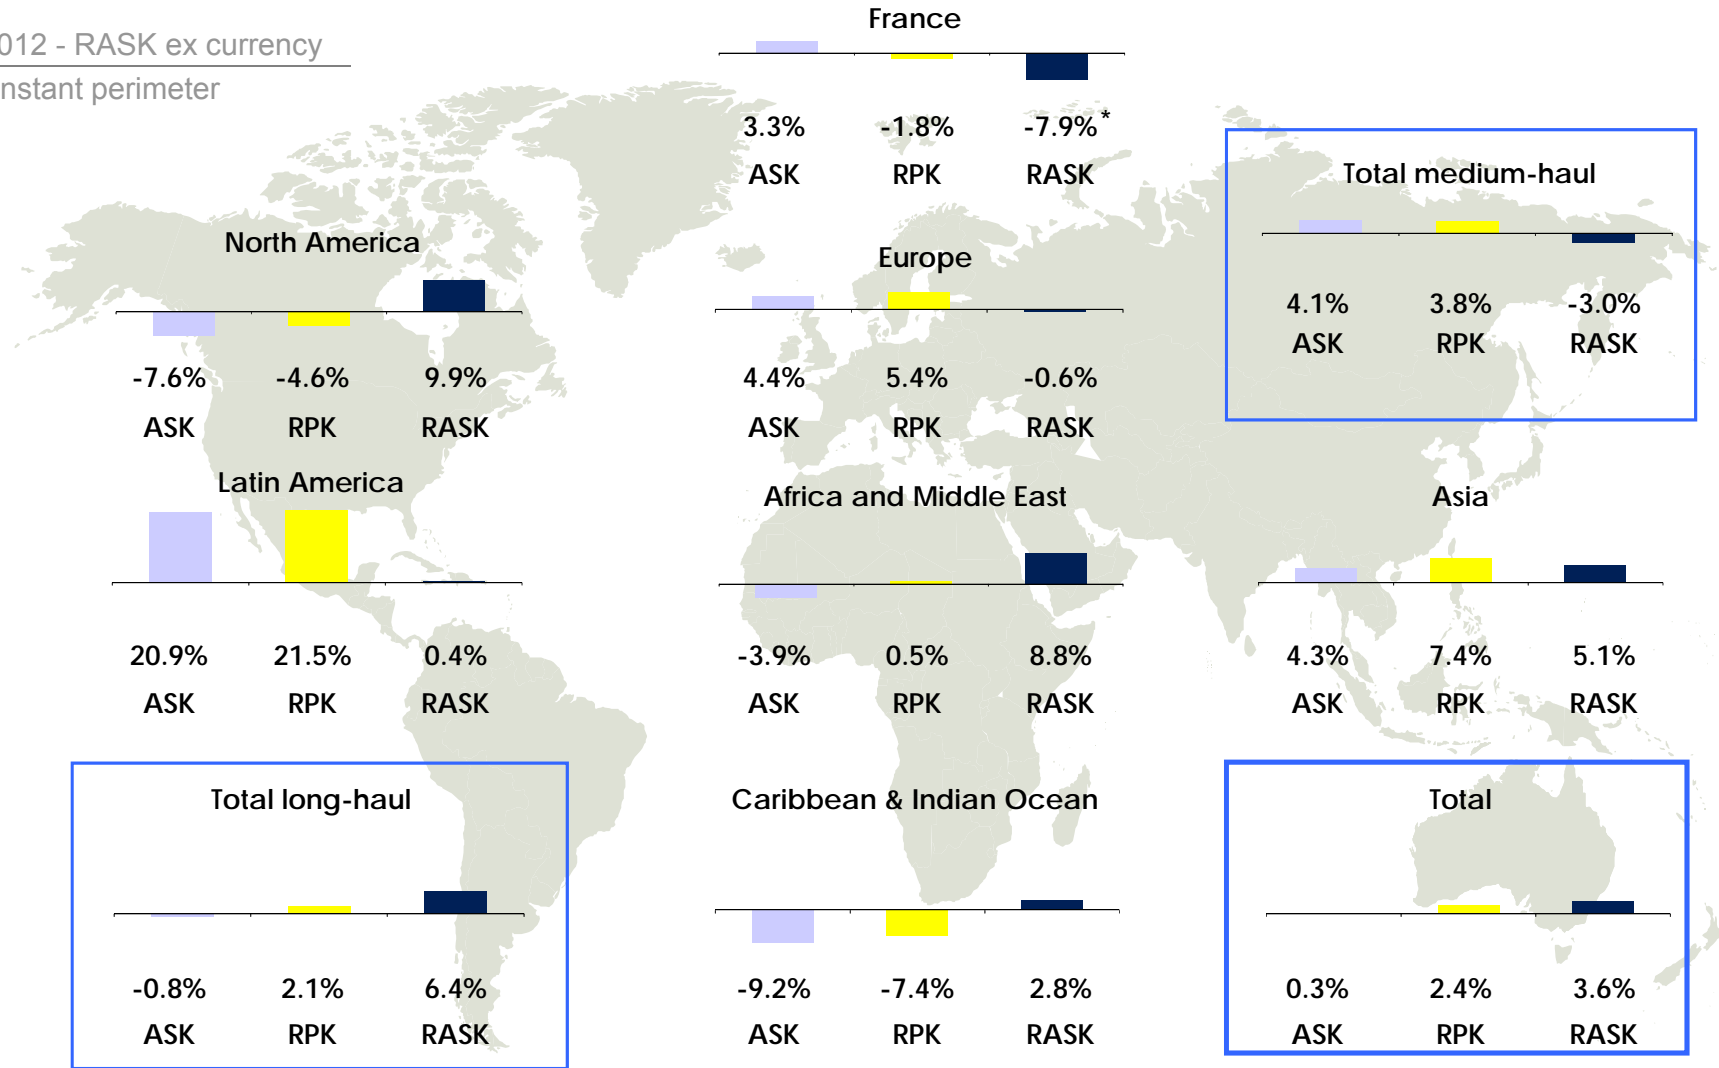 012 - RASK ex currency
nstant perimeter
France
3.3% -1.8% -7.9%*
ASK RPK RASK
Total medium-haul
4.1% 3.8% -3.0%
ASK RPK RASK
North America
-7.6% -4.6% 9.9%
ASK RPK RASK
Europe
4.4% 5.4% -0.6%
ASK RPK RASK
Latin America
20.9% 21.5% 0.4%
ASK RPK RASK
Africa and Middle East
-3.9% 0.5% 8.8%
ASK RPK RASK
Asia
4.3% 7.4% 5.1%
ASK RPK RASK
Total long-haul
-0.8% 2.1% 6.4%
ASK RPK RASK
Caribbean & Indian Ocean
-9.2% -7.4% 2.8%
ASK RPK RASK
Total
0.3% 2.4% 3.6%
ASK RPK RASK